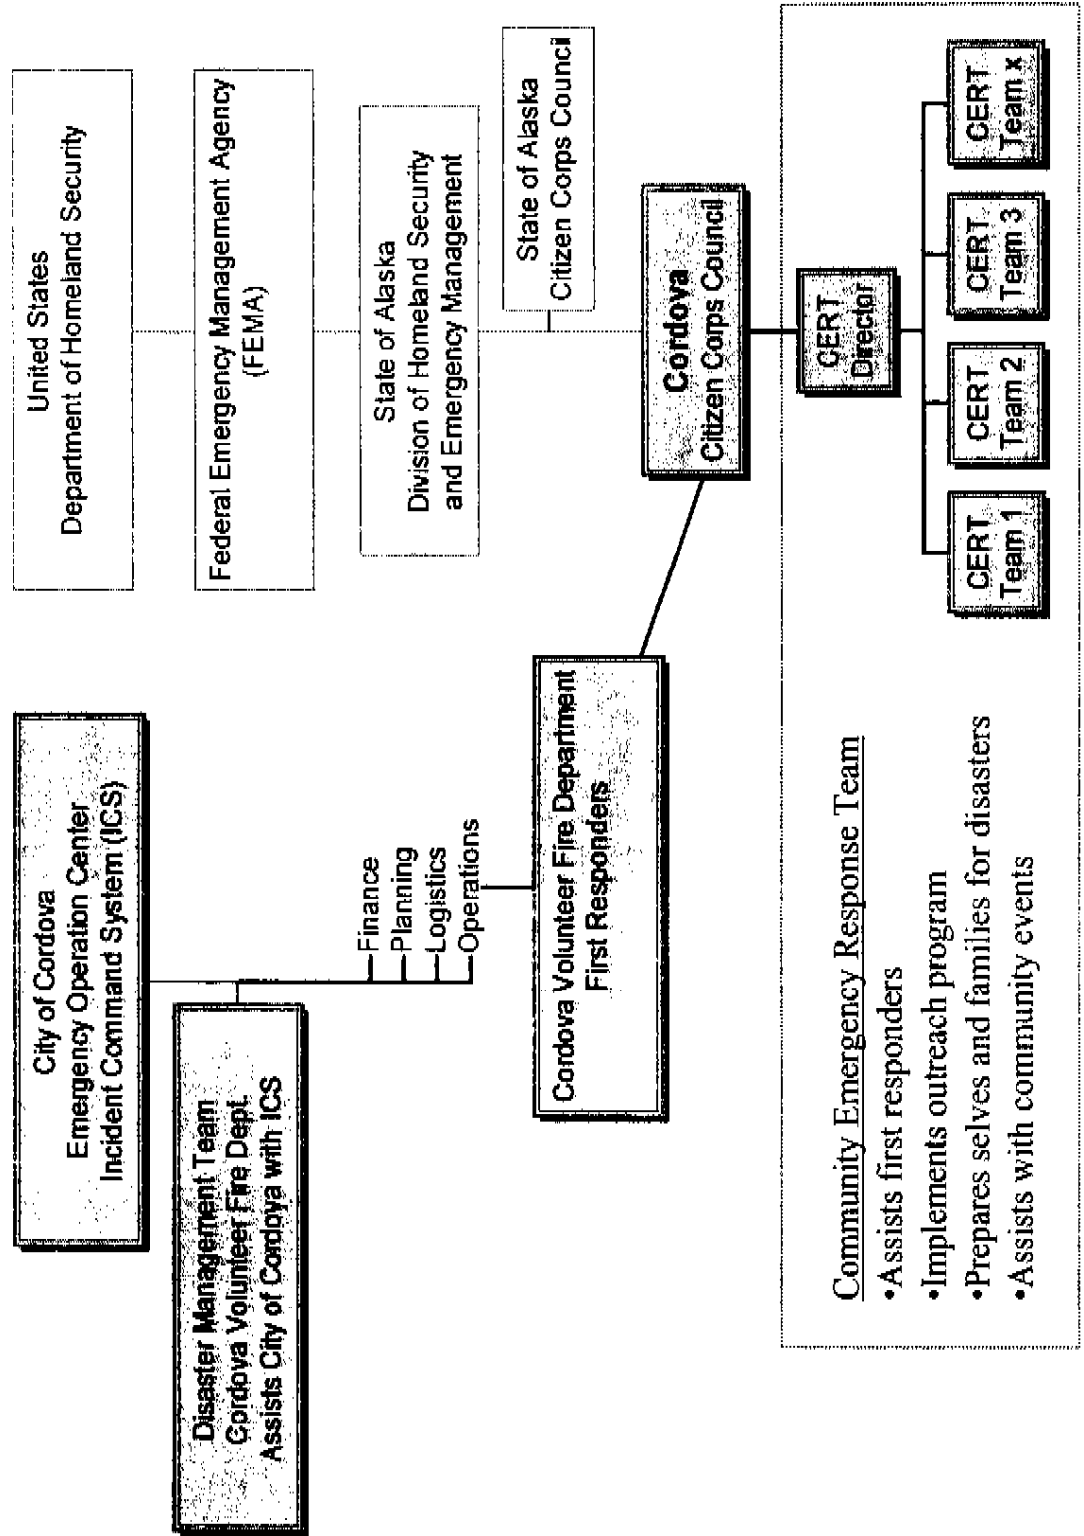 City of Cordova
Emergency Operation Center
Incident Command System (ICS)
Disaster Management Team
Cordova Volunteer Fire Dept.
Assists City of Cordova with ICS
Finance
Planning
Logistics
Operations
Cordova Volunteer Fire Department
First Responders
United States
Department of Homeland Security
Federal Emergency Management Agency
(FEMA)
State of Alaska
Division of Homeland Security
and Emergency Management
State of Alaska
Citizen Corps Council
Cordova
Citizen Corps Council
CERT
Director
CERT
Team 1
CERT
Team 2
CERT
Team 3
CERT
Team x
Community Emergency Response Team
•Assists first responders
•Implements outreach program
•Prepares selves and families for disasters
•Assists with community events